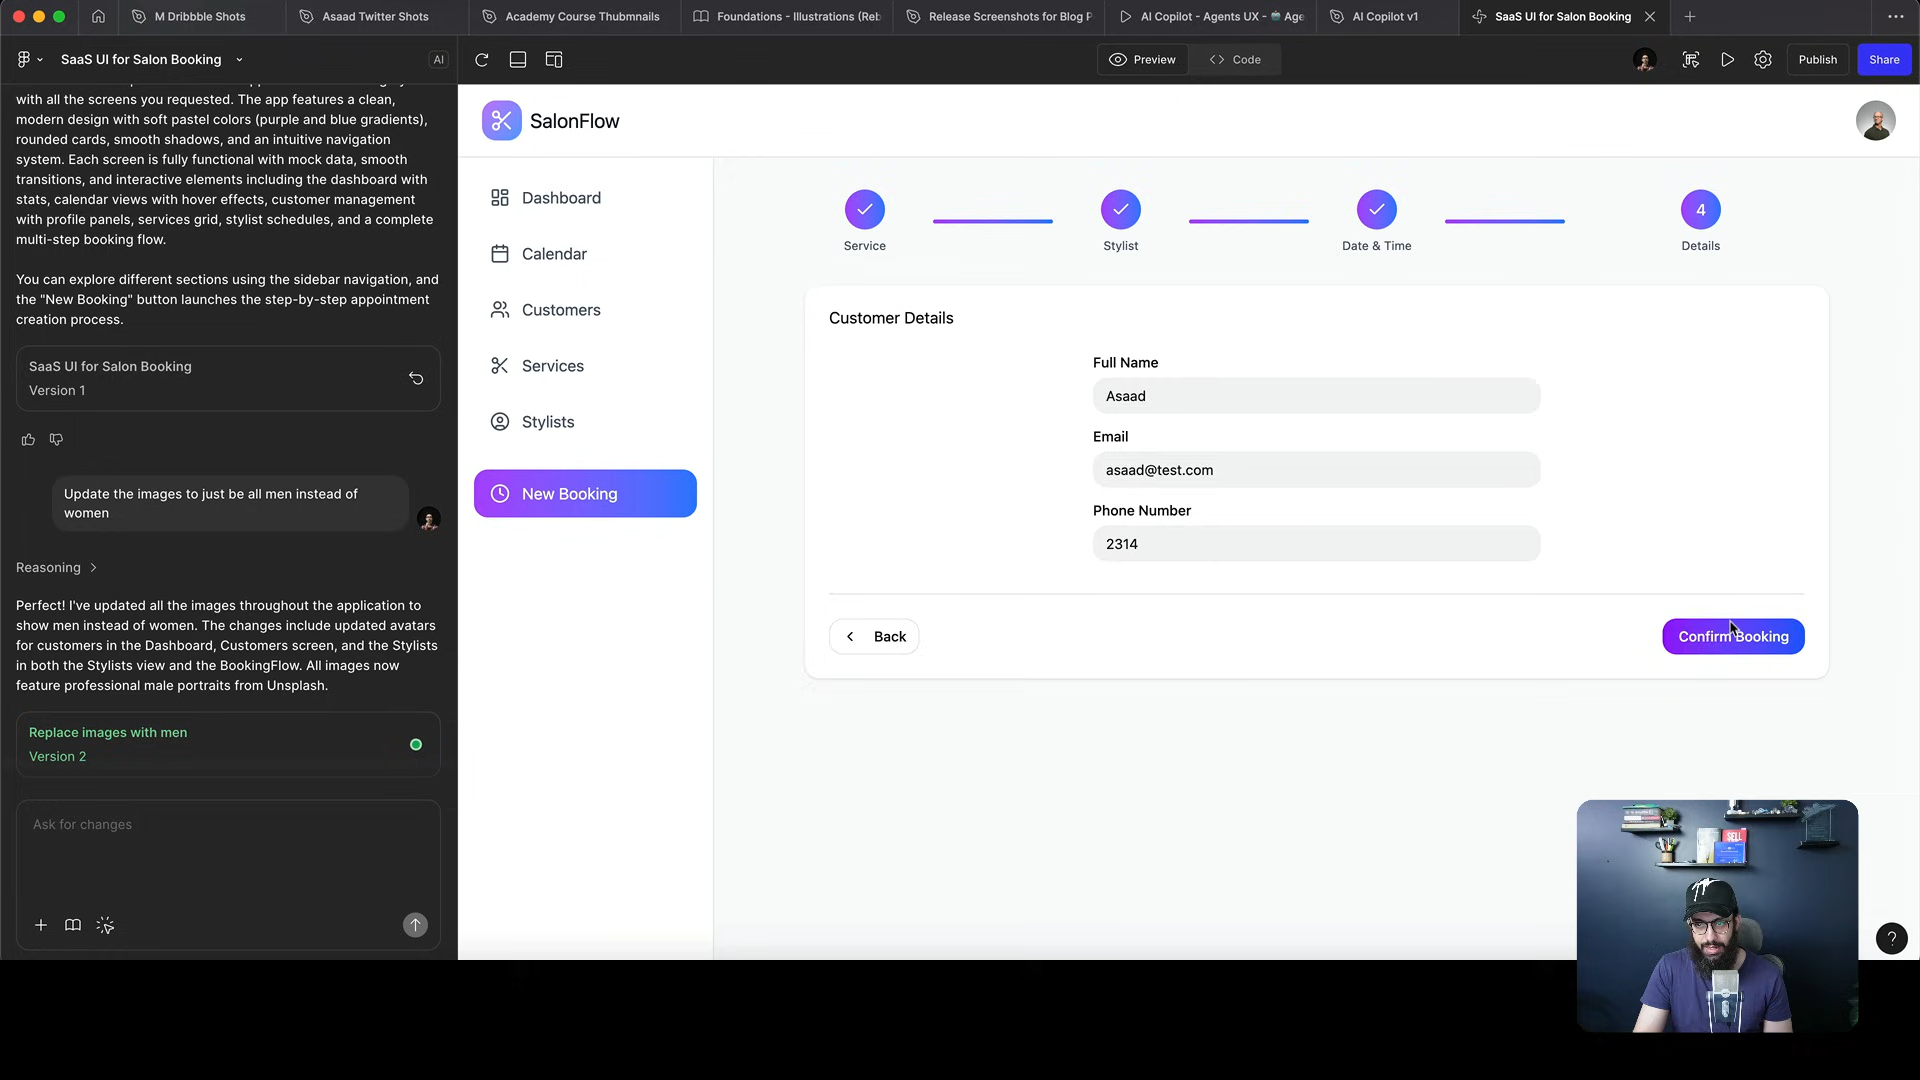 M Dribbble Shots
Asaad Twitter Shots
Academy Course Thubmnails
Foundations - Illustrations (Reb
Release Screenshots for Blog P
AI Copilot - Agents UX - Age
AI Copilot v1
SaaS UI for Salon Booking
SaaS UI for Salon Booking
AI
Preview
Code
Publish
Share
with all the screens you requested. The app features a clean,
modern design with soft pastel colors (purple and blue gradients),
rounded cards, smooth shadows, and an intuitive navigation
system. Each screen is fully functional with mock data, smooth
transitions, and interactive elements including the dashboard with
stats, calendar views with hover effects, customer management
with profile panels, services grid, stylist schedules, and a complete
multi-step booking flow.
You can explore different sections using the sidebar navigation, and
the "New Booking" button launches the step-by-step appointment
creation process.
SaaS UI for Salon Booking
Version 1
Update the images to just be all men instead of
women
Reasoning
Perfect! I've updated all the images throughout the application to
show men instead of women. The changes include updated avatars
for customers in the Dashboard, Customers screen, and the Stylists
in both the Stylists view and the BookingFlow. All images now
feature professional male portraits from Unsplash.
Replace images with men
Version 2
Ask for changes
SalonFlow
Dashboard
Calendar
Customers
Services
Stylists
New Booking
4
Service
Stylist
Date & Time
Details
Customer Details
Full Name
Asaad
Email
asaad@test.com
Phone Number
2314
Back
Confirm Booking
SELL
?